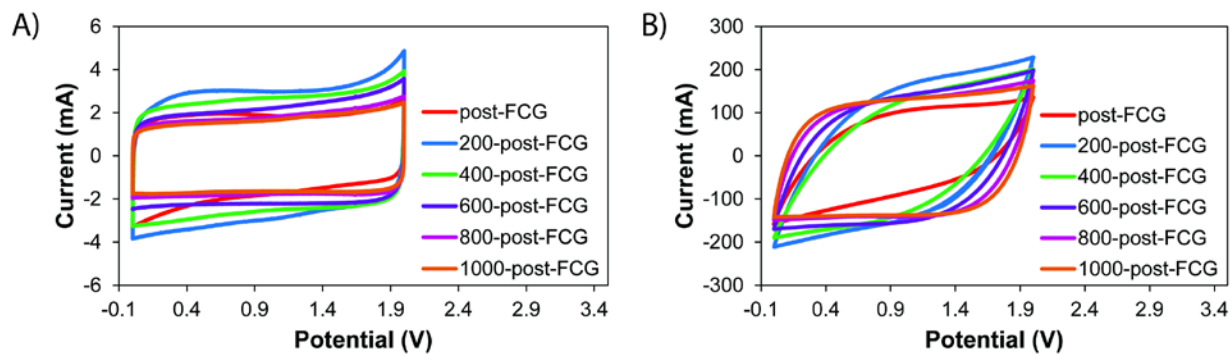 A)
Current (mA)
6
4
2
0
-2
-4
-6
-0.1 0.4 0.9 1.4 1.9 2.4 2.9 3.4
Potential (V)
post-FCG
200-post-FCG
400-post-FCG
600-post-FCG
800-post-FCG
1000-post-FCG
B)
Current (mA)
300
200
100
0
-100
-200
-300
-0.1 0.4 0.9 1.4 1.9 2.4 2.9 3.4
Potential (V)
post-FCG
200-post-FCG
400-post-FCG
600-post-FCG
800-post-FCG
1000-post-FCG